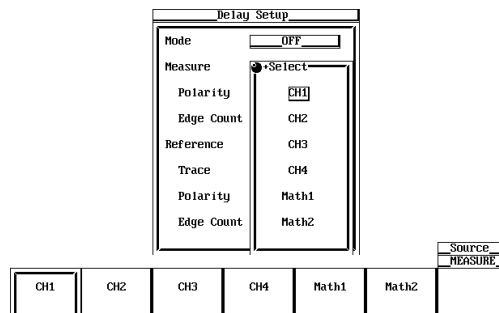 Delay Setup
Mode OFF
Measure +Select
Polarity CH1
Edge Count CH2
Reference CH3
Trace CH4
Polarity Math1
Edge Count Math2
Source
MEASURE
CH1 CH2 CH3 CH4 Math1 Math2